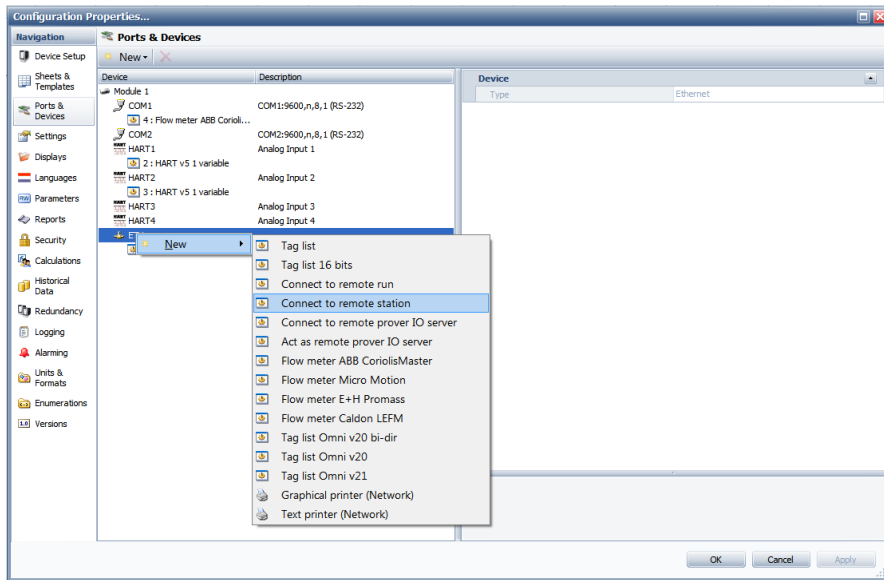 Configuration Properties...
Navigation
Device Setup
Sheets &
Templates
Ports &
Devices
Settings
Displays
Languages
Parameters
Reports
Security
Calculations
Historical
Data
Redundancy
Logging
Alarming
Units &
Formats
Enumerations
1.0 Versions
Ports & Devices
New
Device Description
Module 1
COM1 COM1:9600,n,8,1 (RS-232)
4 : Flow meter ABB Corioli...
COM2 COM2:9600,n,8,1 (RS-232)
HART HART1 Analog Input 1
2 : HART v5 1 variable
HART HART2 Analog Input 2
3 : HART v5 1 variable
HART HART3 Analog Input 3
HART HART4 Analog Input 4
New
Tag list
Tag list 16 bits
Connect to remote run
Connect to remote station
Connect to remote prover IO server
Act as remote prover IO server
Flow meter ABB CoriolisMaster
Flow meter Micro Motion
Flow meter E+H Promass
Flow meter Caldon LEFM
Tag list Omni v20 bi-dir
Tag list Omni v20
Tag list Omni v21
Graphical printer (Network)
Text printer (Network)
Device
Type Ethernet
OK Cancel Apply